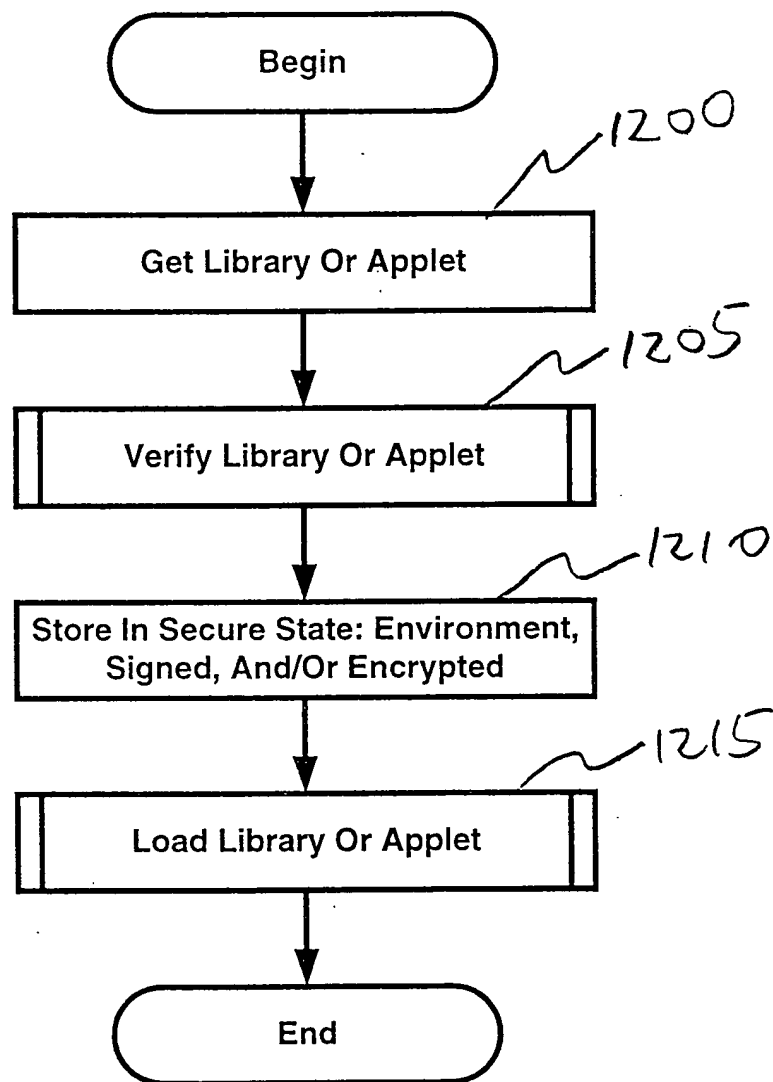 Begin
1200
Get Library Or Applet
1205
Verify Library Or Applet
1210
Store In Secure State: Environment,
Signed, And/Or Encrypted
1215
Load Library Or Applet
End